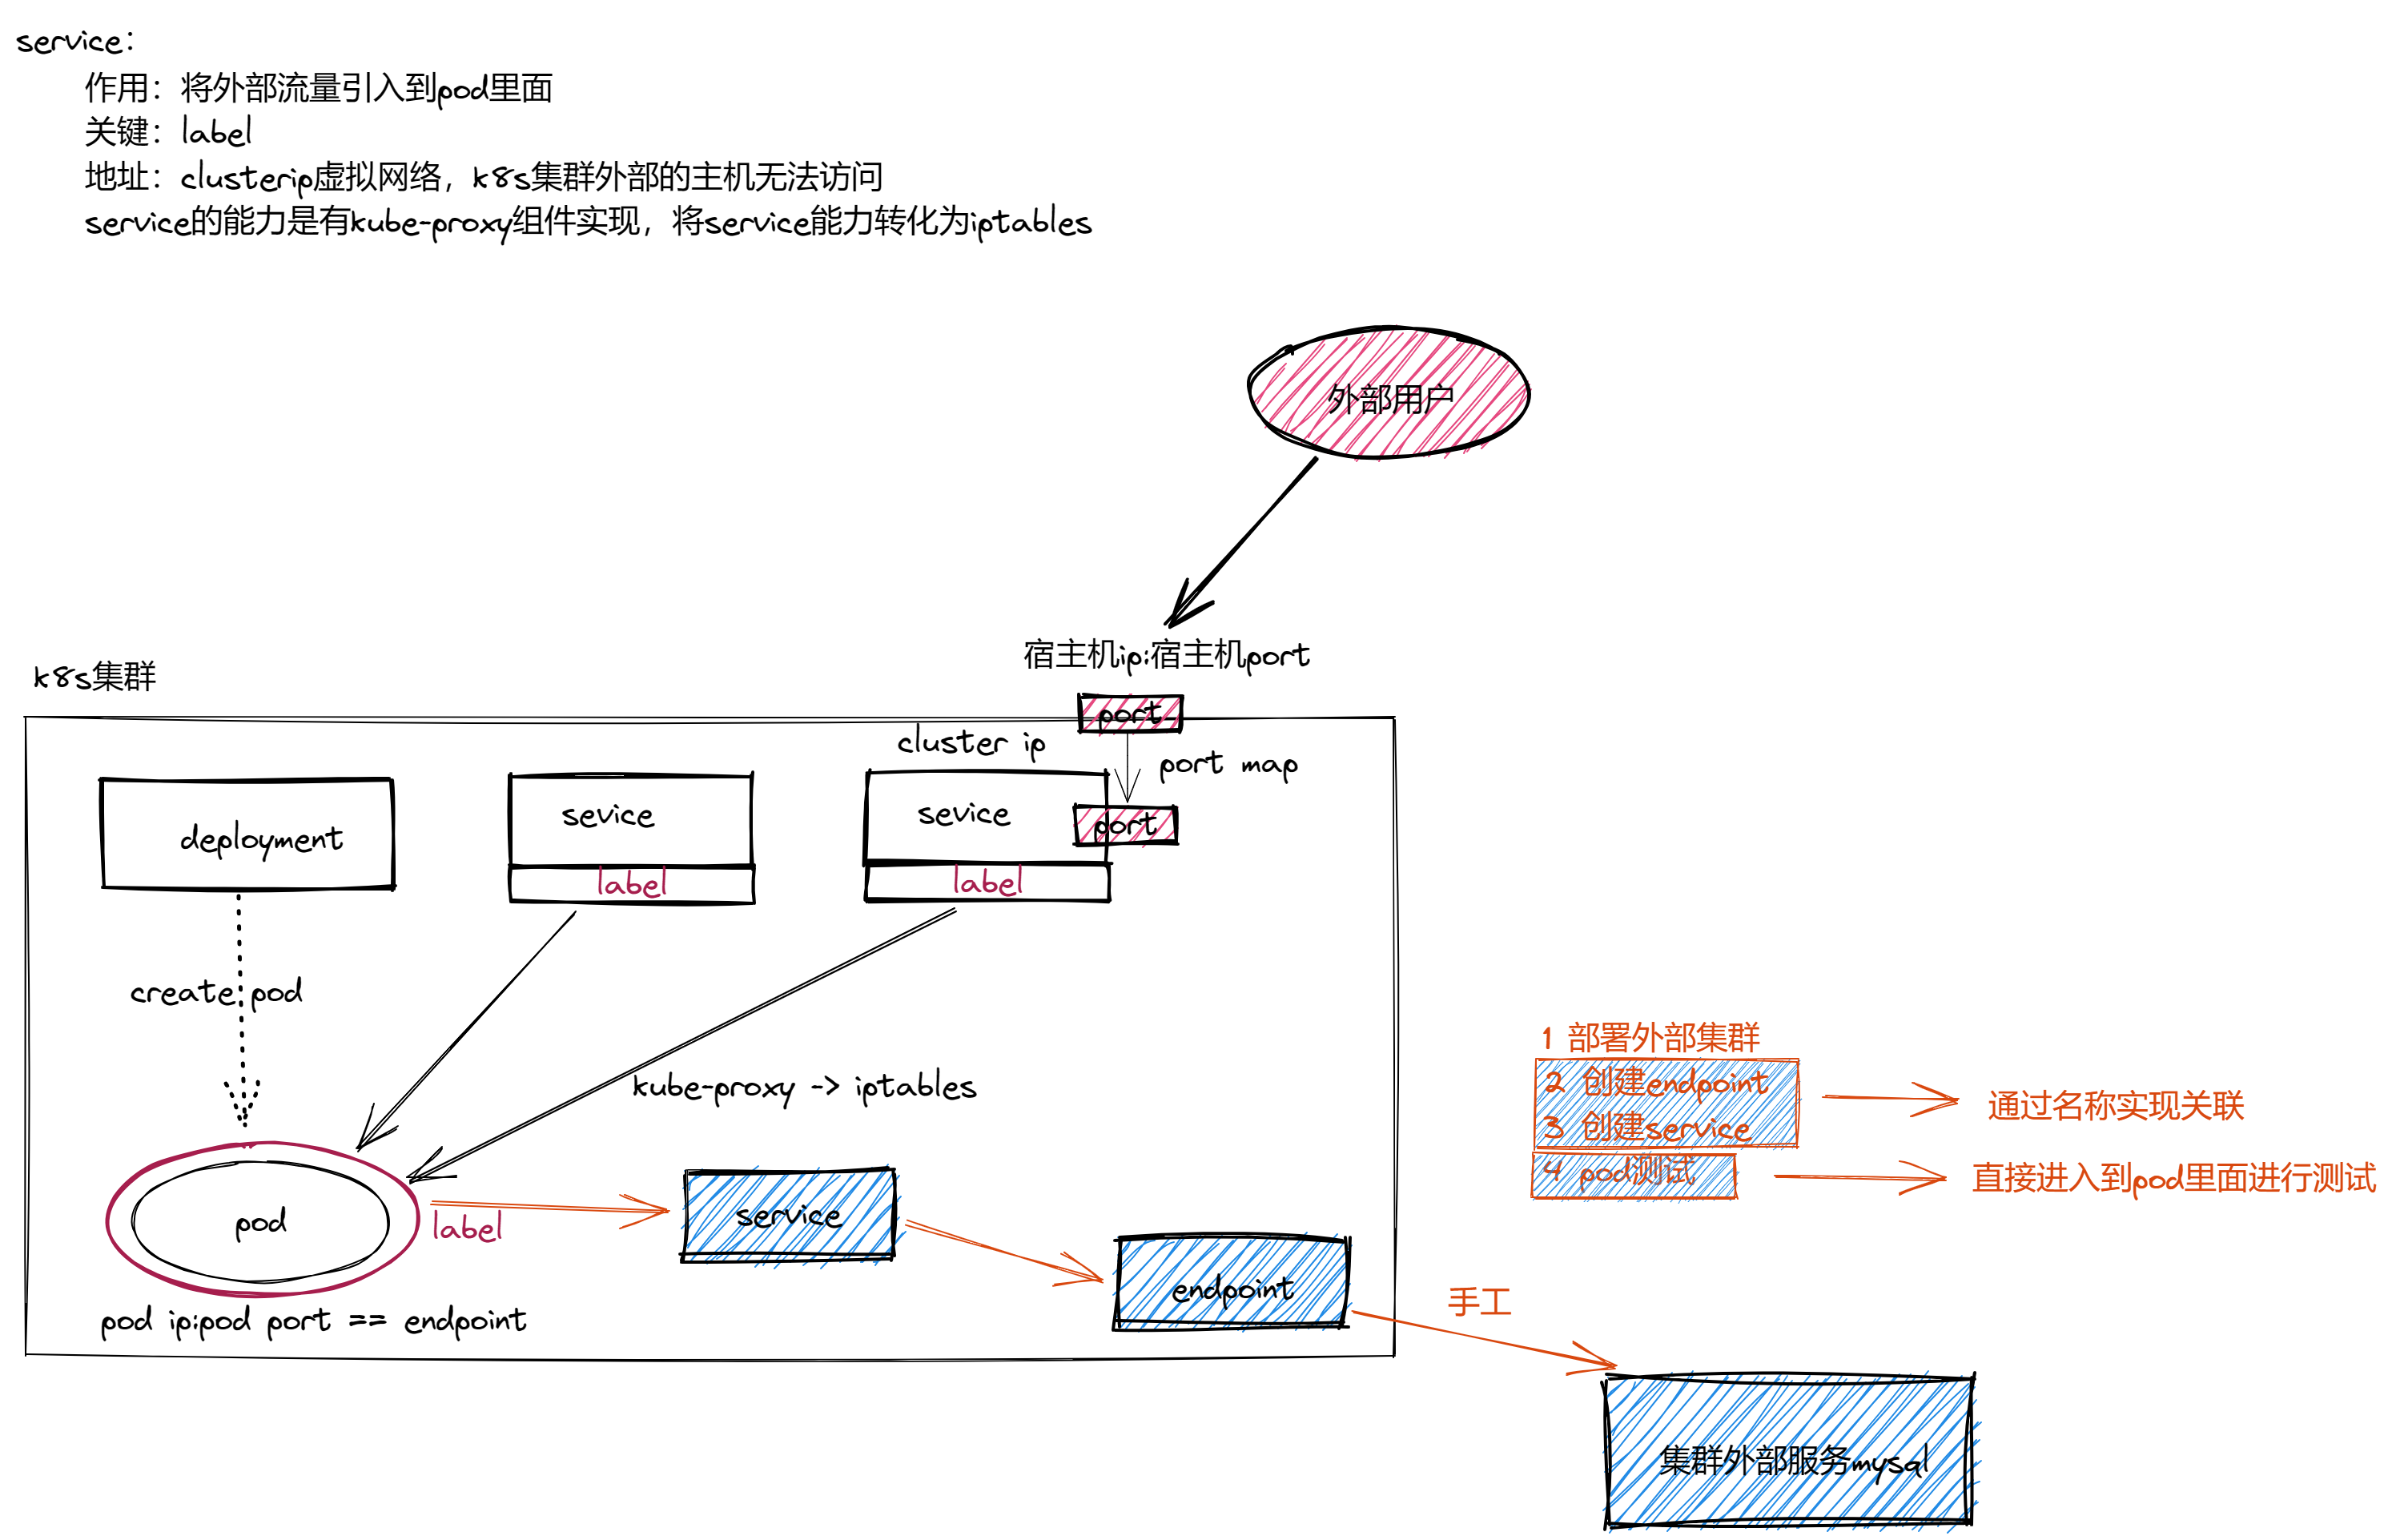 service：
作用：将外部流量引入到pod里面
关键：label
地址：clusterip虚拟网络，k8s集群外部的主机无法访问
service的能力是有kube-proxy组件实现，将service能力转化为iptables
外部用户
宿主机ip:宿主机port
k8s集群
port
cluster ip
port map
deployment
sevice
sevice
port
label
label
create pod
kube-proxy -> iptables
1 部署外部集群
2 创建endpoint
3 创建service
通过名称实现关联
4 pod测试
直接进入到pod里面进行测试
pod
label
service
endpoint
手工
pod ip:pod port == endpoint
集群外部服务mysql